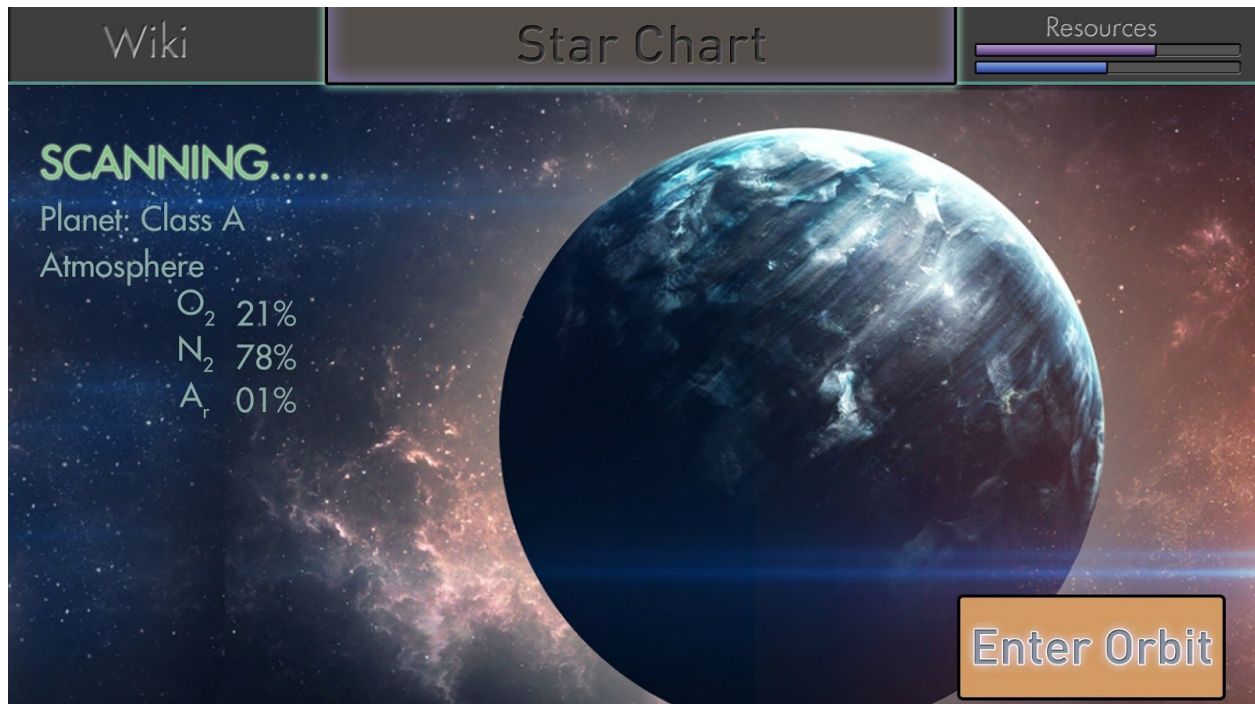 Wiki
Star Chart
Resources
SCANNING.....
Planet: Class A
Atmosphere
O₂ 21%
N₂ 78%
Aᵣ 01%
Enter Orbit